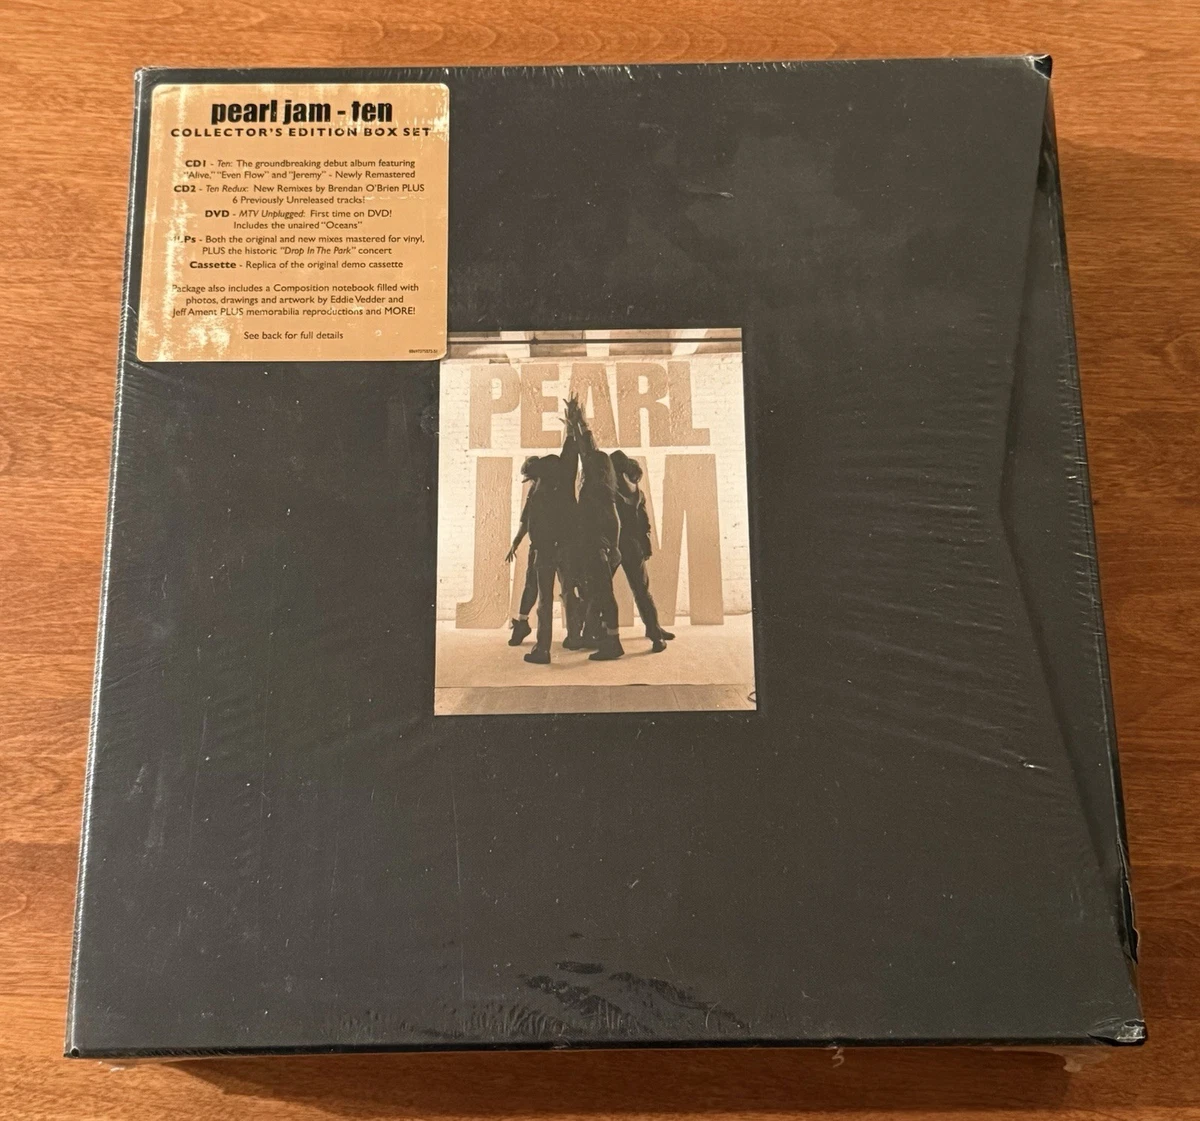 pearl jam - ten
COLLECTOR'S EDITION BOX SET
CD1 - Ten: The groundbreaking debut album featuring
"Alive," "Even Flow" and "Jeremy" - Newly Remastered
CD2 - Ten Redux: New Remixes by Brendan O'Brien PLUS
6 Previously Unreleased tracks!
DVD - MTV Unplugged: First time on DVD!
Includes the unaired "Oceans"
LPs - Both the original and new mixes mastered for vinyl,
PLUS the historic "Drop In The Park" concert
Cassette - Replica of the original demo cassette
Package also includes a Composition notebook filled with
photos, drawings and artwork by Eddie Vedder and
Jeff Ament PLUS memorabilia reproductions and MORE!
See back for full details
PEARL
JAM